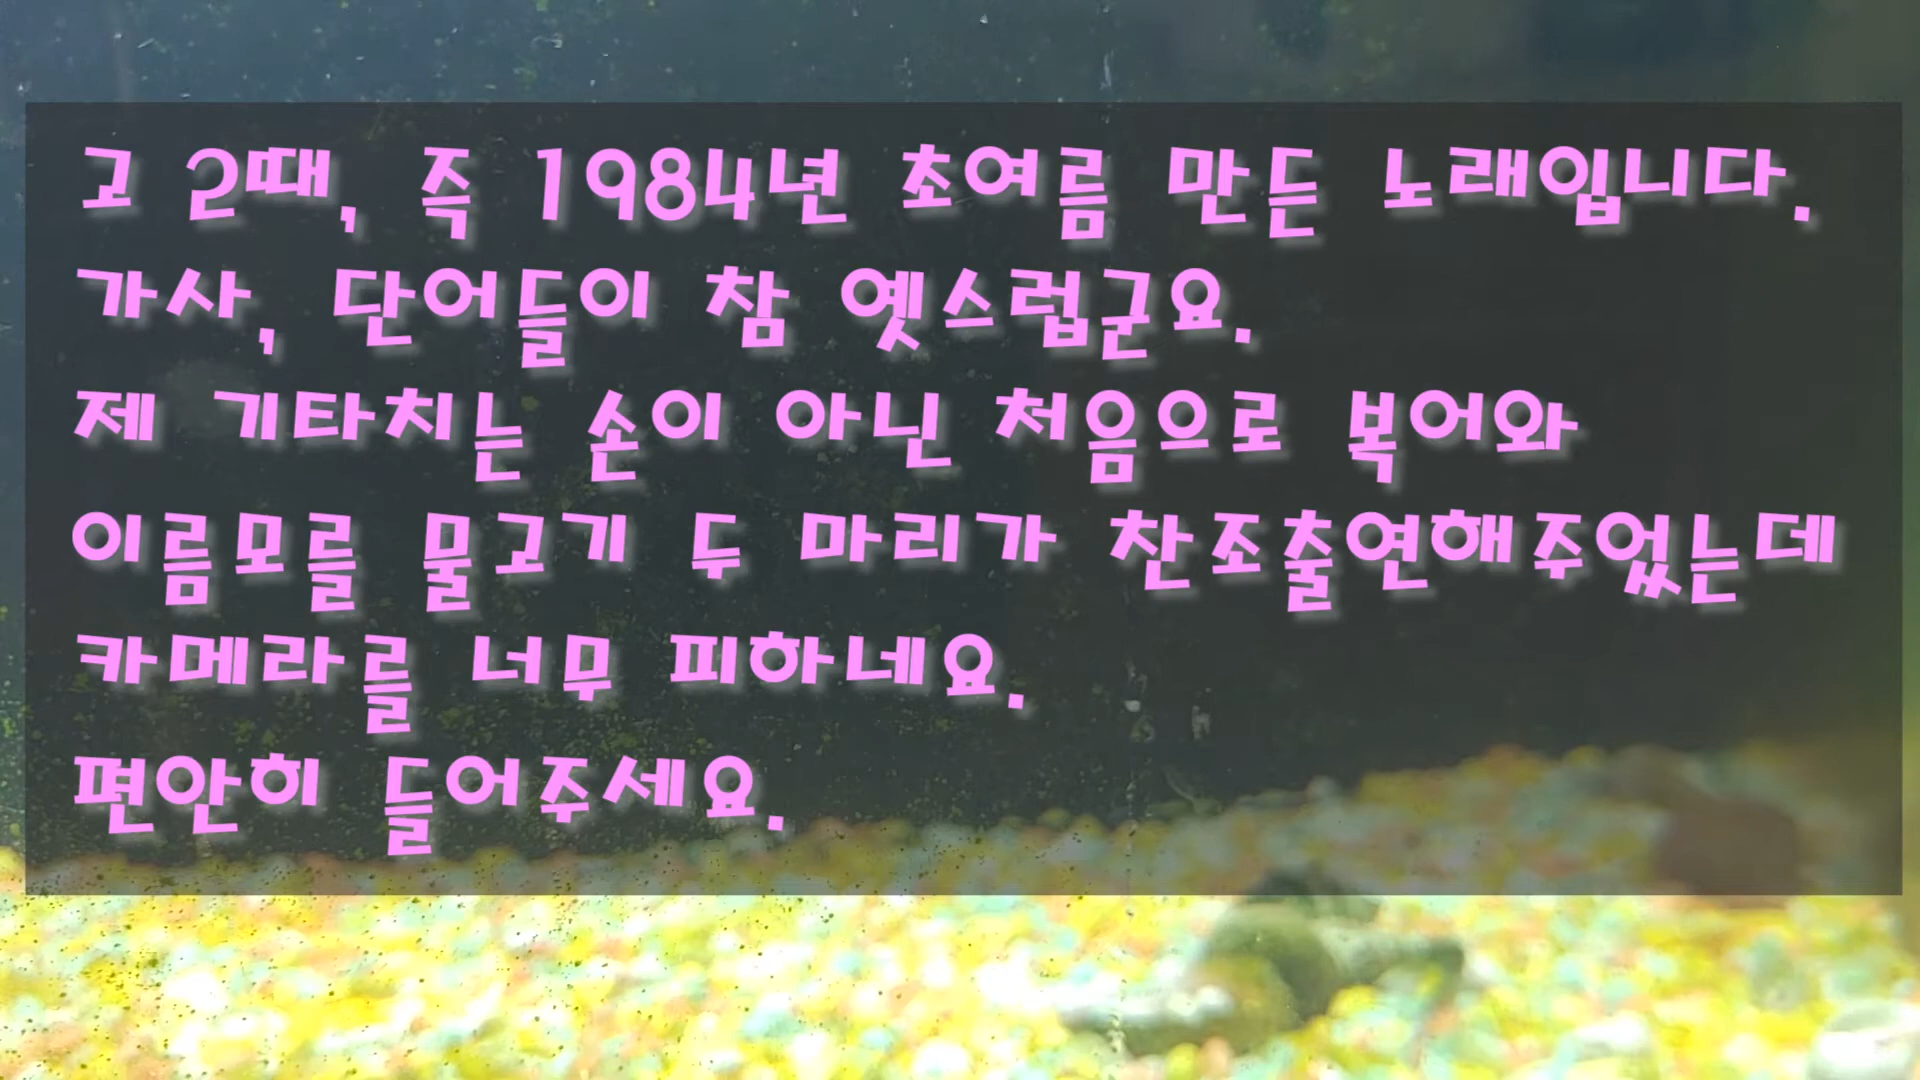 고 2때, 즉 1984년 초여름 만든 노래입니다.
가사, 단어들이 참 옛스럽군요.
제 기타치는 손이 아닌 처음으로 복어와
이름모를 물고기 두 마리가 찬조출연해주었는데
카메라를 너무 피하네요.
편안히 들어주세요.